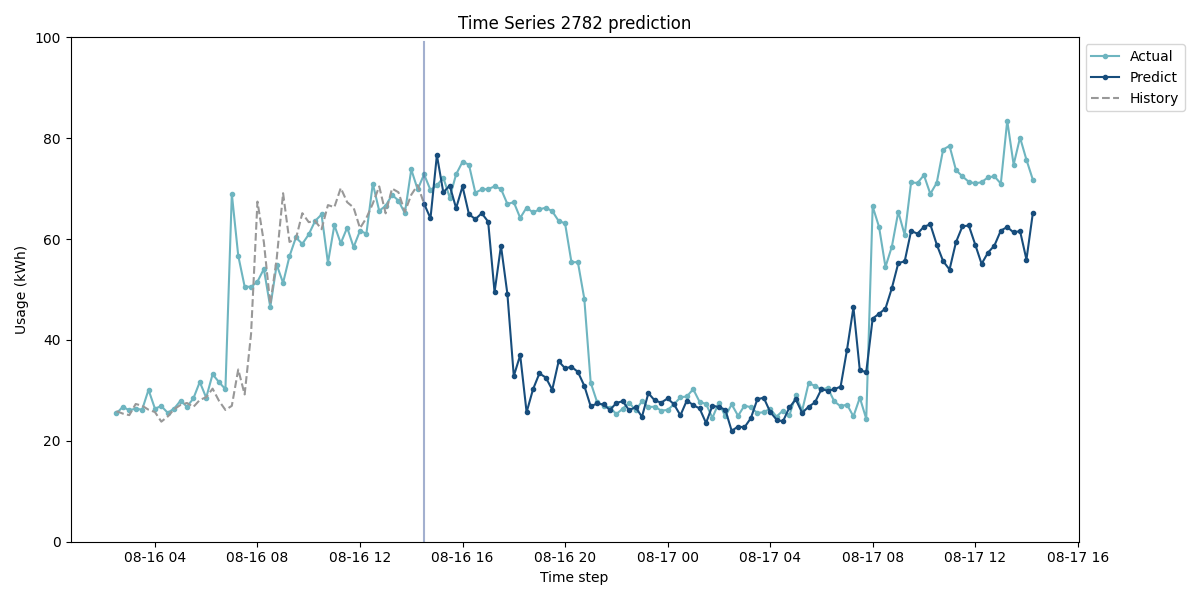 Time Series 2782 prediction
100
80
60
40
20
0
Usage (kWh)
08-16 04
08-16 08
08-16 12
08-16 16
08-16 20
08-17 00
08-17 04
08-17 08
08-17 12
08-17 16
Time step
Actual
Predict
History